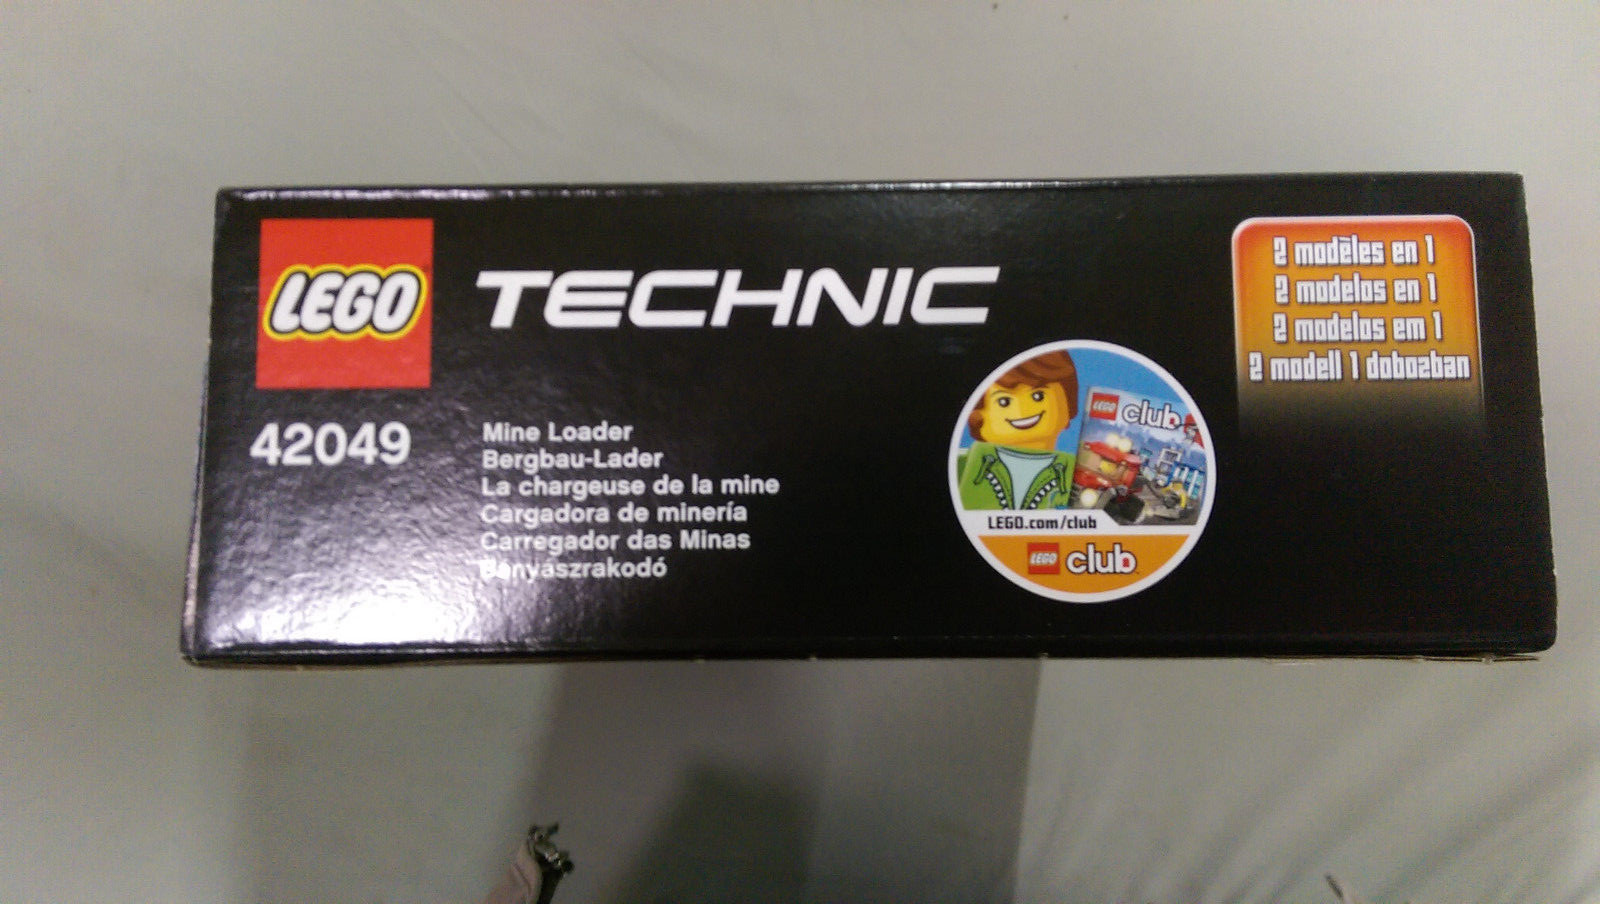 LEGO
TECHNIC
42049
Mine Loader
Bergbau-Lader
La chargeuse de la mine
Cargadora de minería
Carregador das Minas
Bányászrakodó
LEGO club
LEGO.com/club
LEGO club
2 modèles en 1
2 modelos en 1
2 modelos em 1
2 modell 1 dobozban